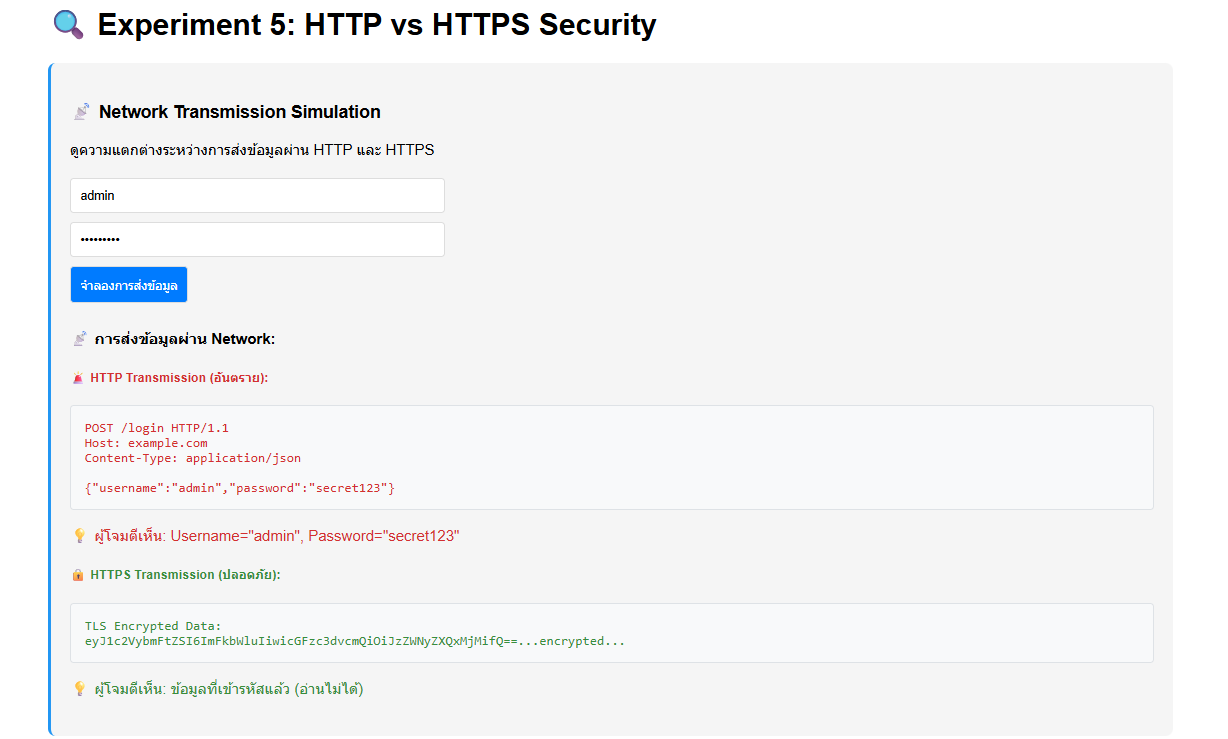 Experiment 5: HTTP vs HTTPS Security
Network Transmission Simulation
ดูความแตกต่างระหว่างการส่งข้อมูลผ่าน HTTP และ HTTPS
admin
•••••••••
จำลองการส่งข้อมูล
การส่งข้อมูลผ่าน Network:
HTTP Transmission (อันตราย):
POST /login HTTP/1.1
Host: example.com
Content-Type: application/json
{"username":"admin","password":"secret123"}
ผู้โจมตีเห็น: Username="admin", Password="secret123"
HTTPS Transmission (ปลอดภัย):
TLS Encrypted Data:
eyJ1c2VybmFtZSI6ImFkbWluIiwicGFzc3dvcmQiOiJzZWNyZXQxMjMifQ==...encrypted...
ผู้โจมตีเห็น: ข้อมูลที่เข้ารหัสแล้ว (อ่านไม่ได้)